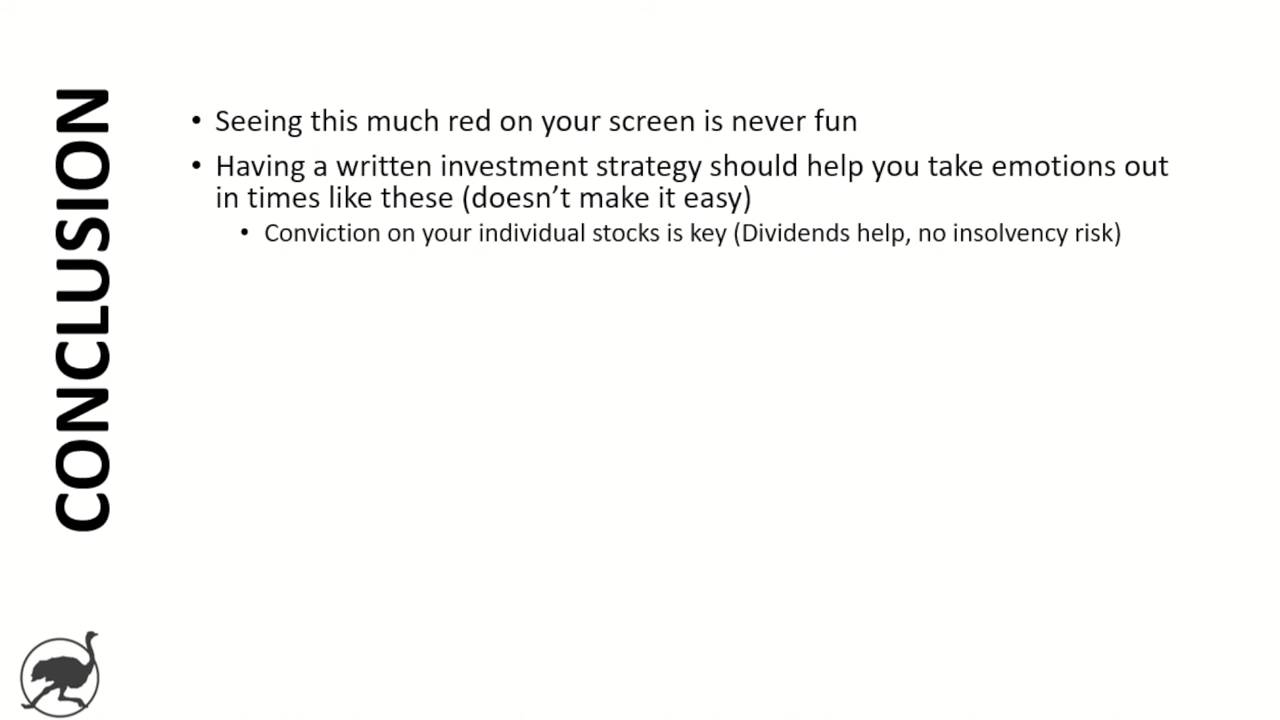 CONCLUSION
• Seeing this much red on your screen is never fun
• Having a written investment strategy should help you take emotions out
in times like these (doesn’t make it easy)
• Conviction on your individual stocks is key (Dividends help, no insolvency risk)